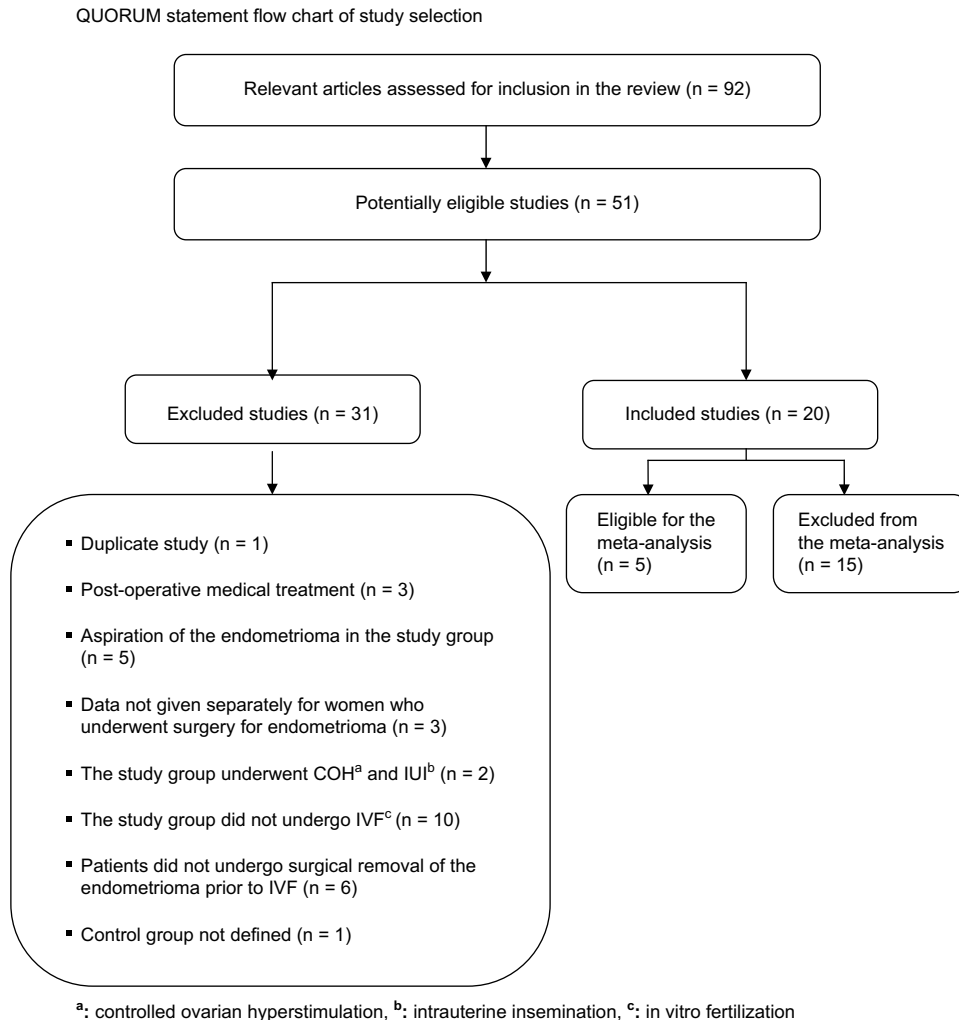 QUORUM statement flow chart of study selection
Relevant articles assessed for inclusion in the review (n = 92)
Potentially eligible studies (n = 51)
Excluded studies (n = 31)
Included studies (n = 20)
Eligible for the
meta-analysis
(n = 5)
Excluded from
the meta-analysis
(n = 15)
▪ Duplicate study (n = 1)
▪ Post-operative medical treatment (n = 3)
▪ Aspiration of the endometrioma in the study group
(n = 5)
▪ Data not given separately for women who
underwent surgery for endometrioma (n = 3)
▪ The study group underwent COHᵃ and IUIᵇ (n = 2)
▪ The study group did not undergo IVFᶜ (n = 10)
▪ Patients did not undergo surgical removal of the
endometrioma prior to IVF (n = 6)
▪ Control group not defined (n = 1)
ᵃ: controlled ovarian hyperstimulation, ᵇ: intrauterine insemination, ᶜ: in vitro fertilization